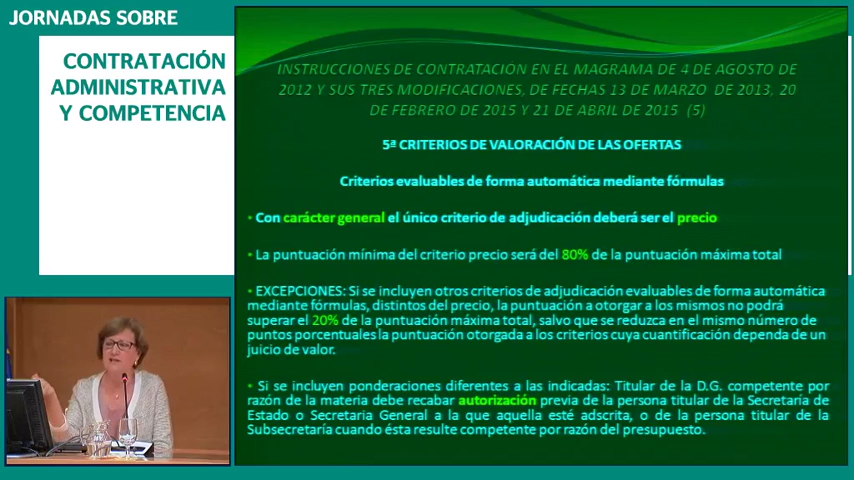 JORNADAS SOBRE
CONTRATACIÓN
ADMINISTRATIVA
Y COMPETENCIA
INSTRUCCIONES DE CONTRATACIÓN EN EL MAGRAMA DE 4 DE AGOSTO DE
2012 Y SUS TRES MODIFICACIONES, DE FECHAS 13 DE MARZO DE 2013, 20
DE FEBRERO DE 2015 Y 21 DE ABRIL DE 2015 (5)
5ª CRITERIOS DE VALORACIÓN DE LAS OFERTAS
Criterios evaluables de forma automática mediante fórmulas
• Con carácter general el único criterio de adjudicación deberá ser el precio
• La puntuación mínima del criterio precio será del 80% de la puntuación máxima total
• EXCEPCIONES: Si se incluyen otros criterios de adjudicación evaluables de forma automática
mediante fórmulas, distintos del precio, la puntuación a otorgar a los mismos no podrá
superar el 20% de la puntuación máxima total, salvo que se reduzca en el mismo número de
puntos porcentuales la puntuación otorgada a los criterios cuya cuantificación dependa de un
juicio de valor.
• Si se incluyen ponderaciones diferentes a las indicadas: Titular de la D.G. competente por
razón de la materia debe recabar autorización previa de la persona titular de la Secretaría de
Estado o Secretaria General a la que aquella esté adscrita, o de la persona titular de la
Subsecretaría cuando ésta resulte competente por razón del presupuesto.